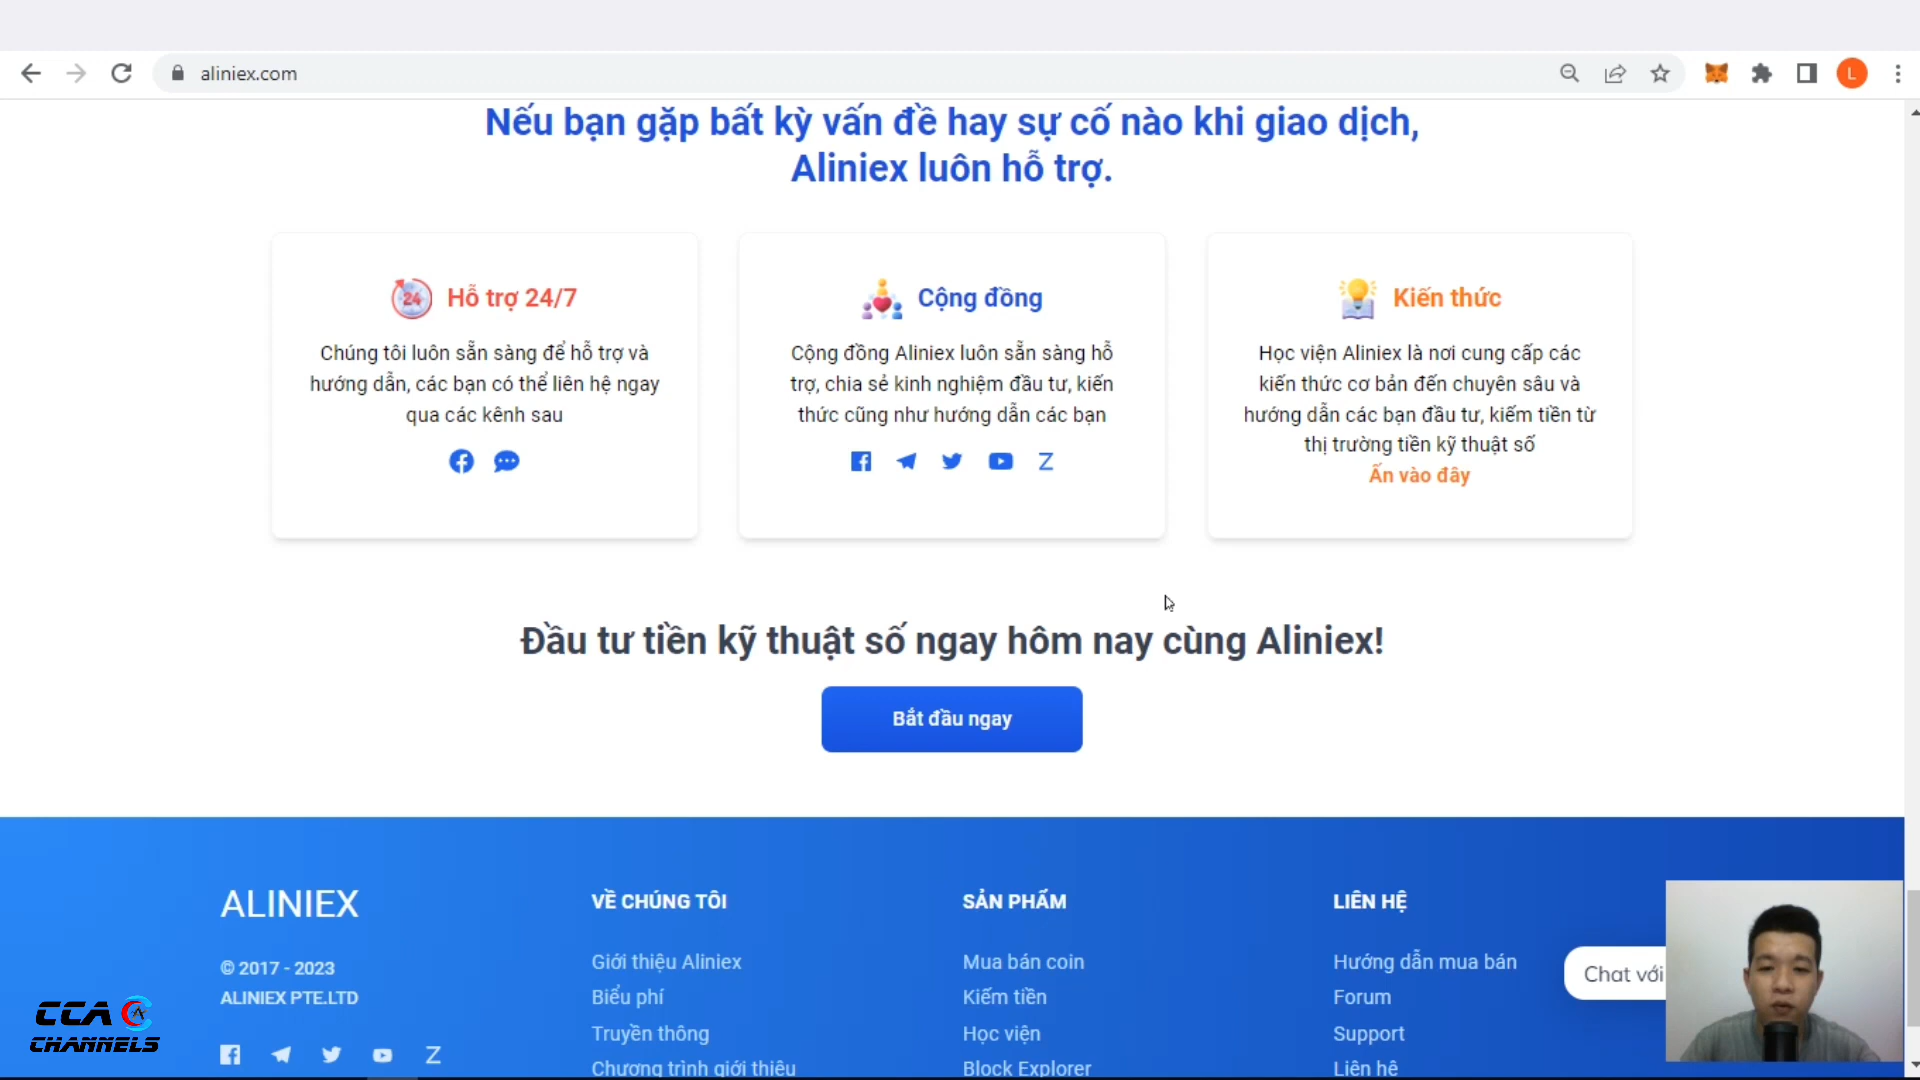 aliniex.com
L
Nếu bạn gặp bất kỳ vấn đề hay sự cố nào khi giao dịch,
Aliniex luôn hỗ trợ.
24
Hỗ trợ 24/7
Chúng tôi luôn sẵn sàng để hỗ trợ và
hướng dẫn, các bạn có thể liên hệ ngay
qua các kênh sau
Cộng đồng
Cộng đồng Aliniex luôn sẵn sàng hỗ
trợ, chia sẻ kinh nghiệm đầu tư, kiến
thức cũng như hướng dẫn các bạn
Z
Kiến thức
Học viện Aliniex là nơi cung cấp các
kiến thức cơ bản đến chuyên sâu và
hướng dẫn các bạn đầu tư, kiếm tiền từ
thị trường tiền kỹ thuật số
Ấn vào đây
Đầu tư tiền kỹ thuật số ngay hôm nay cùng Aliniex!
Bắt đầu ngay
ALINIEX
© 2017 - 2023
ALINIEX PTE.LTD
Z
VỀ CHÚNG TÔI
Giới thiệu Aliniex
Biểu phí
Truyền thông
Chương trình giới thiệu
SẢN PHẨM
Mua bán coin
Kiếm tiền
Học viện
Block Explorer
LIÊN HỆ
Hướng dẫn mua bán
Forum
Support
Liên hệ
Chat với
CCA
CHANNELS